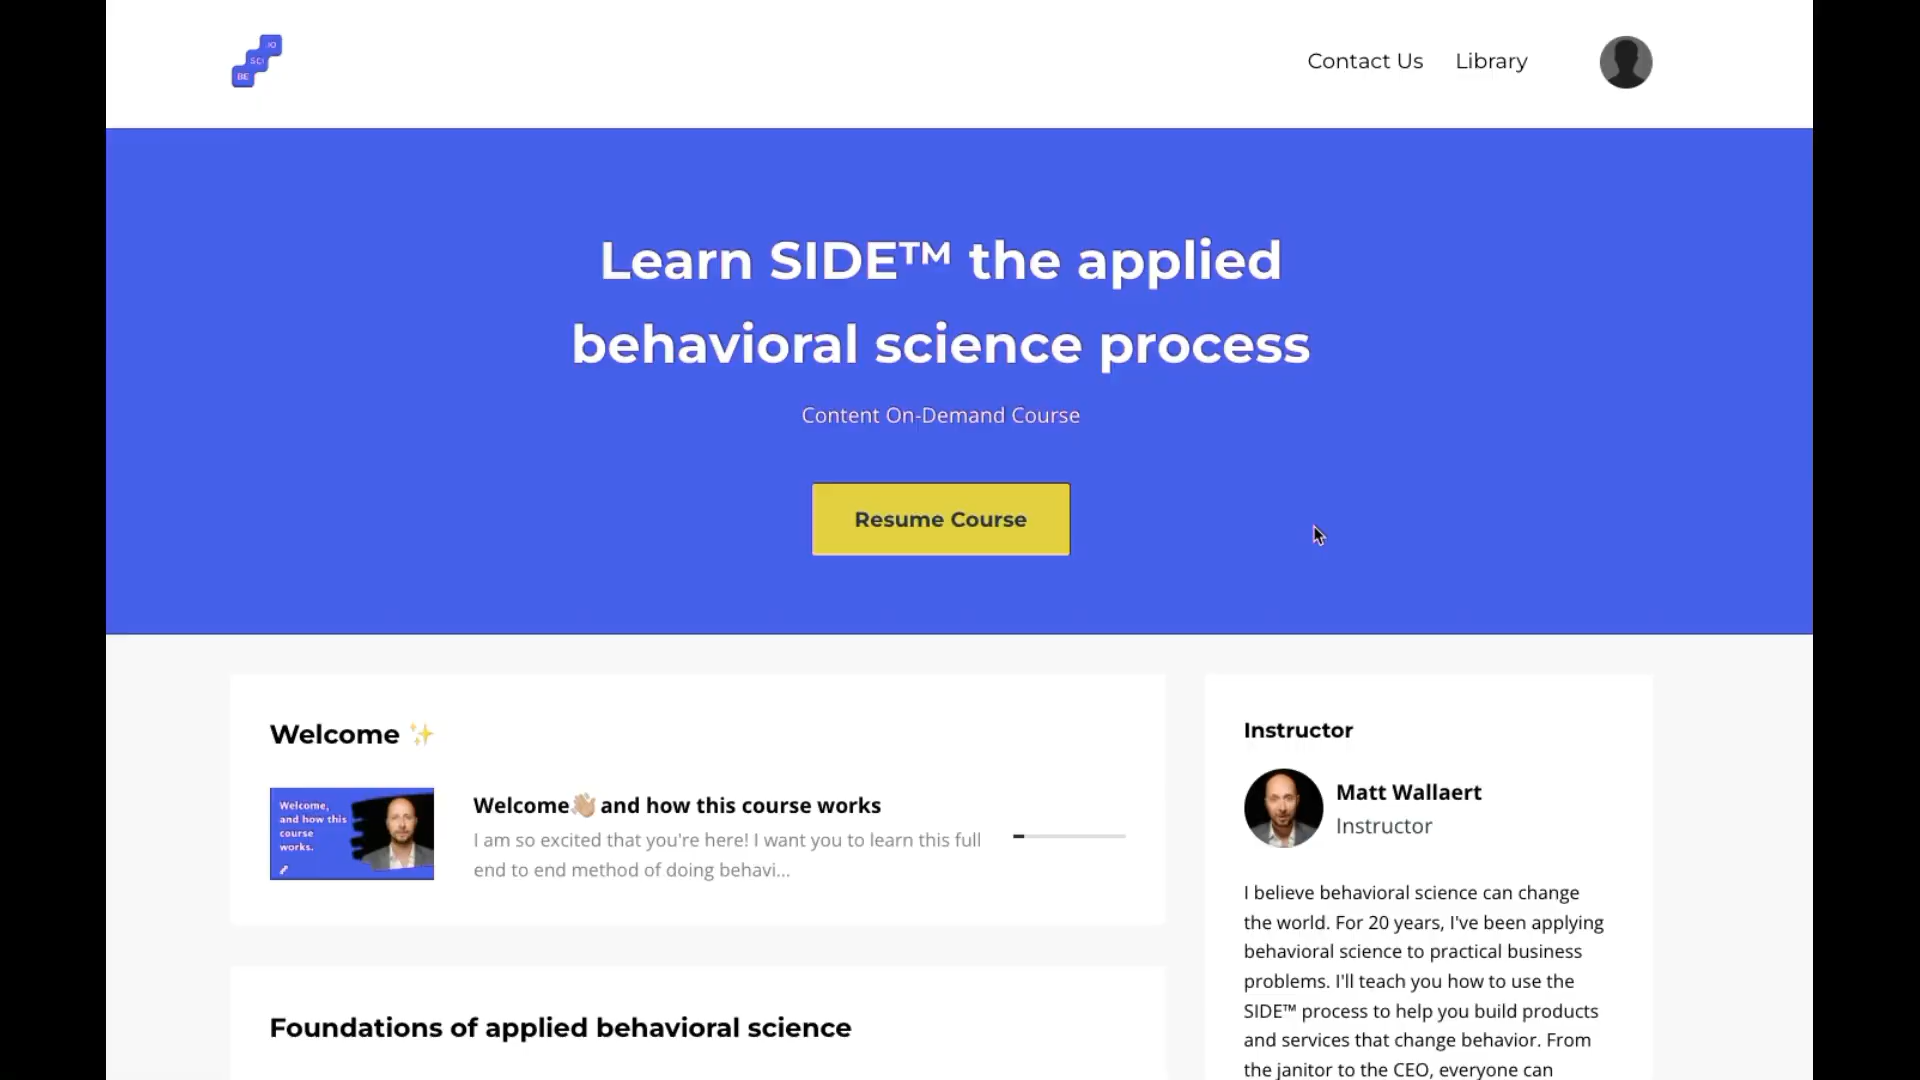 BE
SCI
.IO
Contact Us
Library
Learn SIDE™ the applied
behavioral science process
Content On-Demand Course
Resume Course
Welcome ✨
Welcome,
and how this
course
works.
Welcome👋🏼and how this course works
I am so excited that you're here! I want you to learn this full
end to end method of doing behavi...
Foundations of applied behavioral science
Instructor
Matt Wallaert
Instructor
I believe behavioral science can change
the world. For 20 years, I've been applying
behavioral science to practical business
problems. I'll teach you how to use the
SIDE™ process to help you build products
and services that change behavior. From
the janitor to the CEO, everyone can